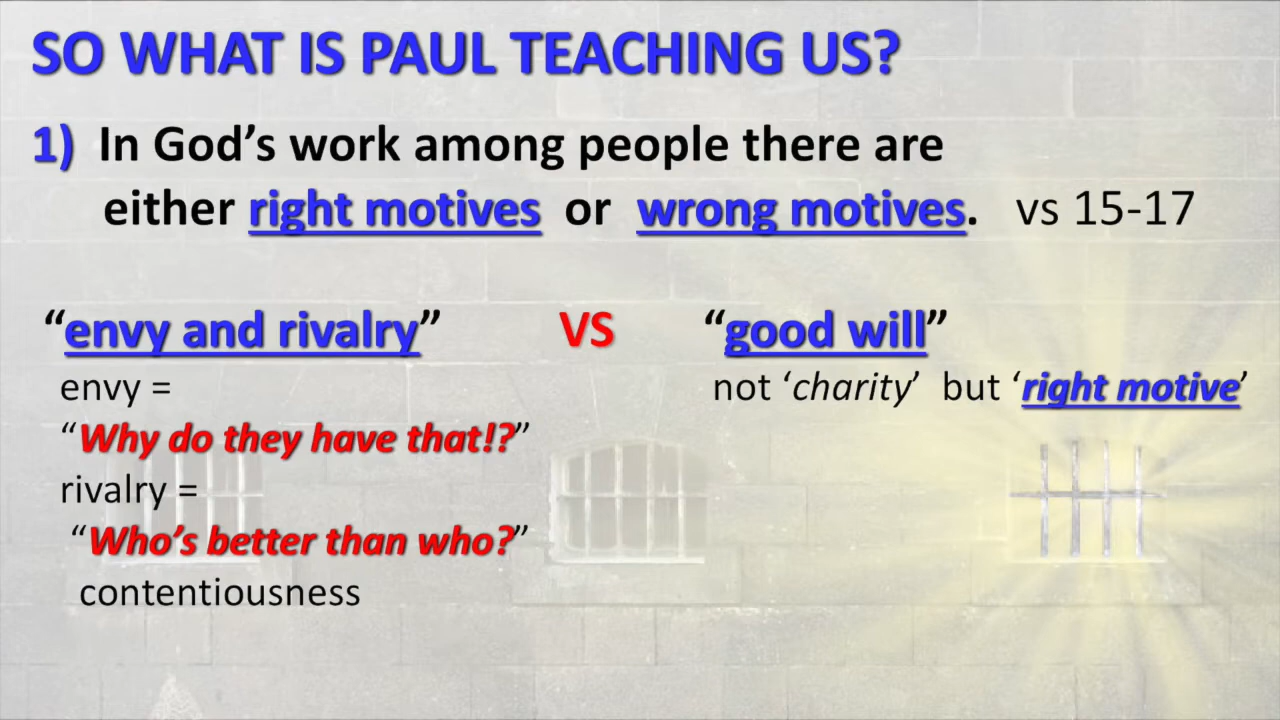 SO WHAT IS PAUL TEACHING US?
1) In God’s work among people there are
either right motives or wrong motives. vs 15-17
“envy and rivalry” VS “good will”
envy = not ‘charity’ but ‘right motive’
“Why do they have that!?”
rivalry =
“Who’s better than who?”
contentiousness